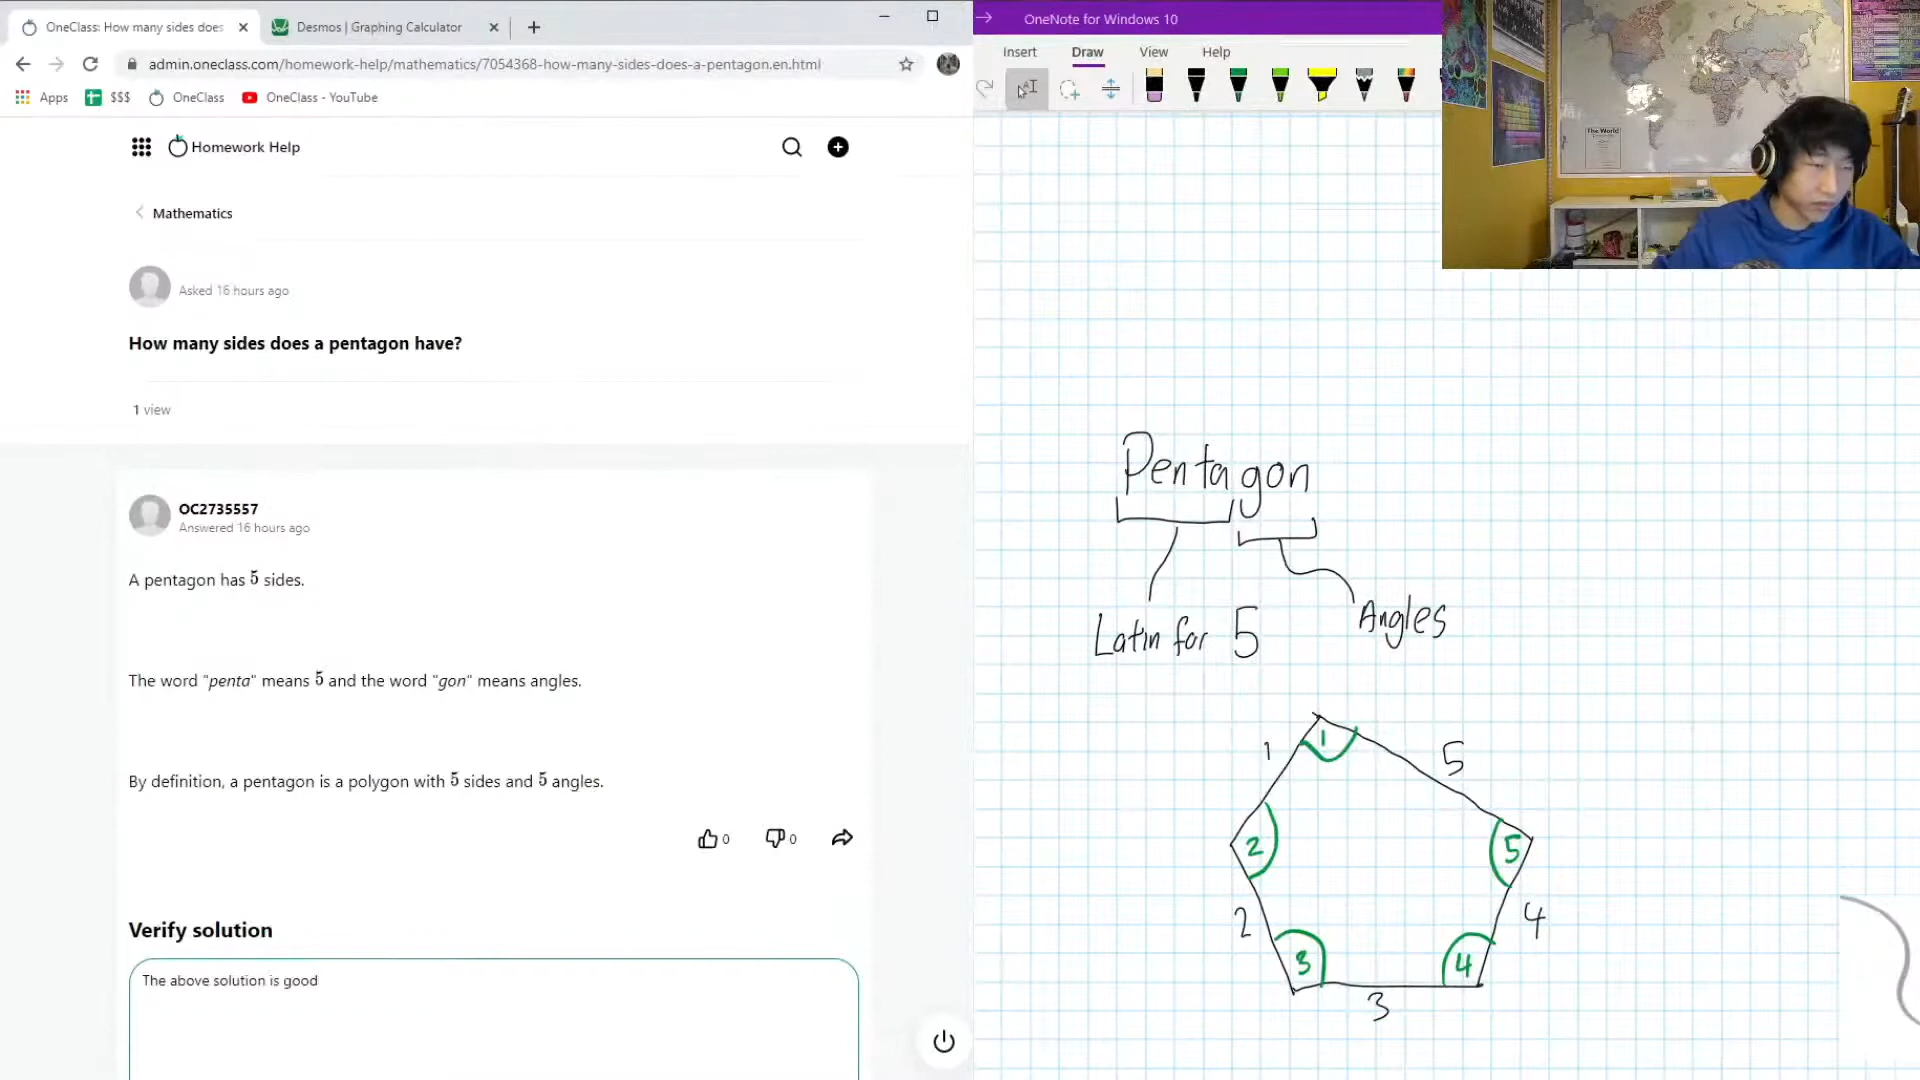 OneClass: How many sides does
Desmos | Graphing Calculator
admin.oneclass.com/homework-help/mathematics/7054368-how-many-sides-does-a-pentagon.en.html
Apps
$$$
OneClass
OneClass - YouTube
Homework Help
Mathematics
Asked 16 hours ago
How many sides does a pentagon have?
1 view
OC2735557
Answered 16 hours ago
A pentagon has 5 sides.
The word "penta" means 5 and the word "gon" means angles.
By definition, a pentagon is a polygon with 5 sides and 5 angles.
0
0
Verify solution
The above solution is good
OneNote for Windows 10
Insert
Draw
View
Help
The World
Pentagon
Latin for 5
Angles
1
1
5
2
5
2
4
3
4
3